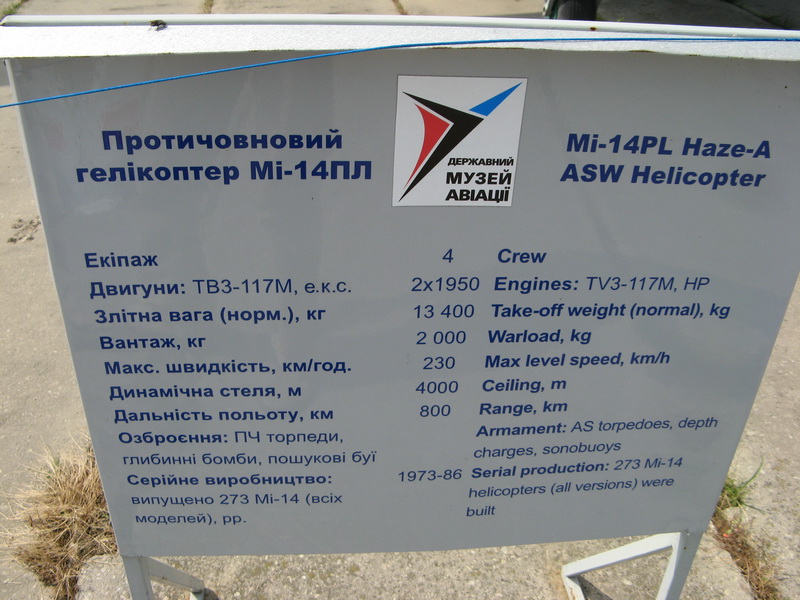 Протичовновий
гелікоптер Мі-14ПЛ
ДЕРЖАВНИЙ
МУЗЕЙ
АВІАЦІЇ
Mi-14PL Haze-A
ASW Helicopter
Екіпаж 4 Crew
Двигуни: ТВ3-117М, е.к.с. 2x1950 Engines: TV3-117M, HP
Злітна вага (норм.), кг 13 400 Take-off weight (normal), kg
Вантаж, кг 2 000 Warload, kg
Макс. швидкість, км/год. 230 Max level speed, km/h
Динамічна стеля, м 4000 Ceiling, m
Дальність польоту, км 800 Range, km
Озброєння: ПЧ торпеди,
глибинні бомби, пошукові буї
Armament: AS torpedoes, depth
charges, sonobuoys
Серійне виробництво: 1973-86 Serial production: 273 Mi-14
випущено 273 Мі-14 (всіх helicopters (all versions) were
моделей), рр. built